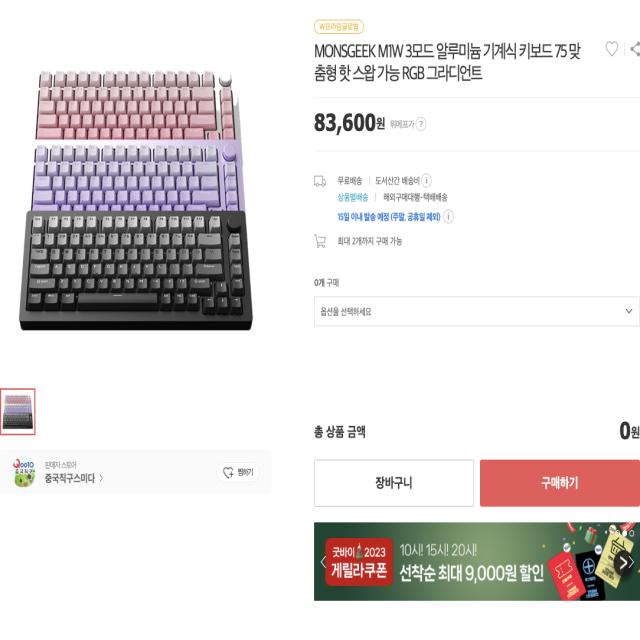 W프라임글로벌
MONSGEEK M1W 3모드 알루미늄 기계식 키보드 75 맞
춤형 핫 스왑 가능 RGB 그라디언트
83,600원 위메프가 ?
무료배송 | 도서산간 배송비 i
상품별배송 | 해외구매대행-택배배송
15일 이내 발송 예정 (주말, 공휴일 제외) i
최대 2개까지 구매 가능
0개 구매
옵션을 선택하세요
총 상품 금액 0원
장바구니 구매하기
Qoo10
중국직구
판매자 스토어
중국직구스미다 >
찜하기
굿바이 2023
게릴라쿠폰
10시! 15시! 20시!
선착순 최대 9,000원 할인